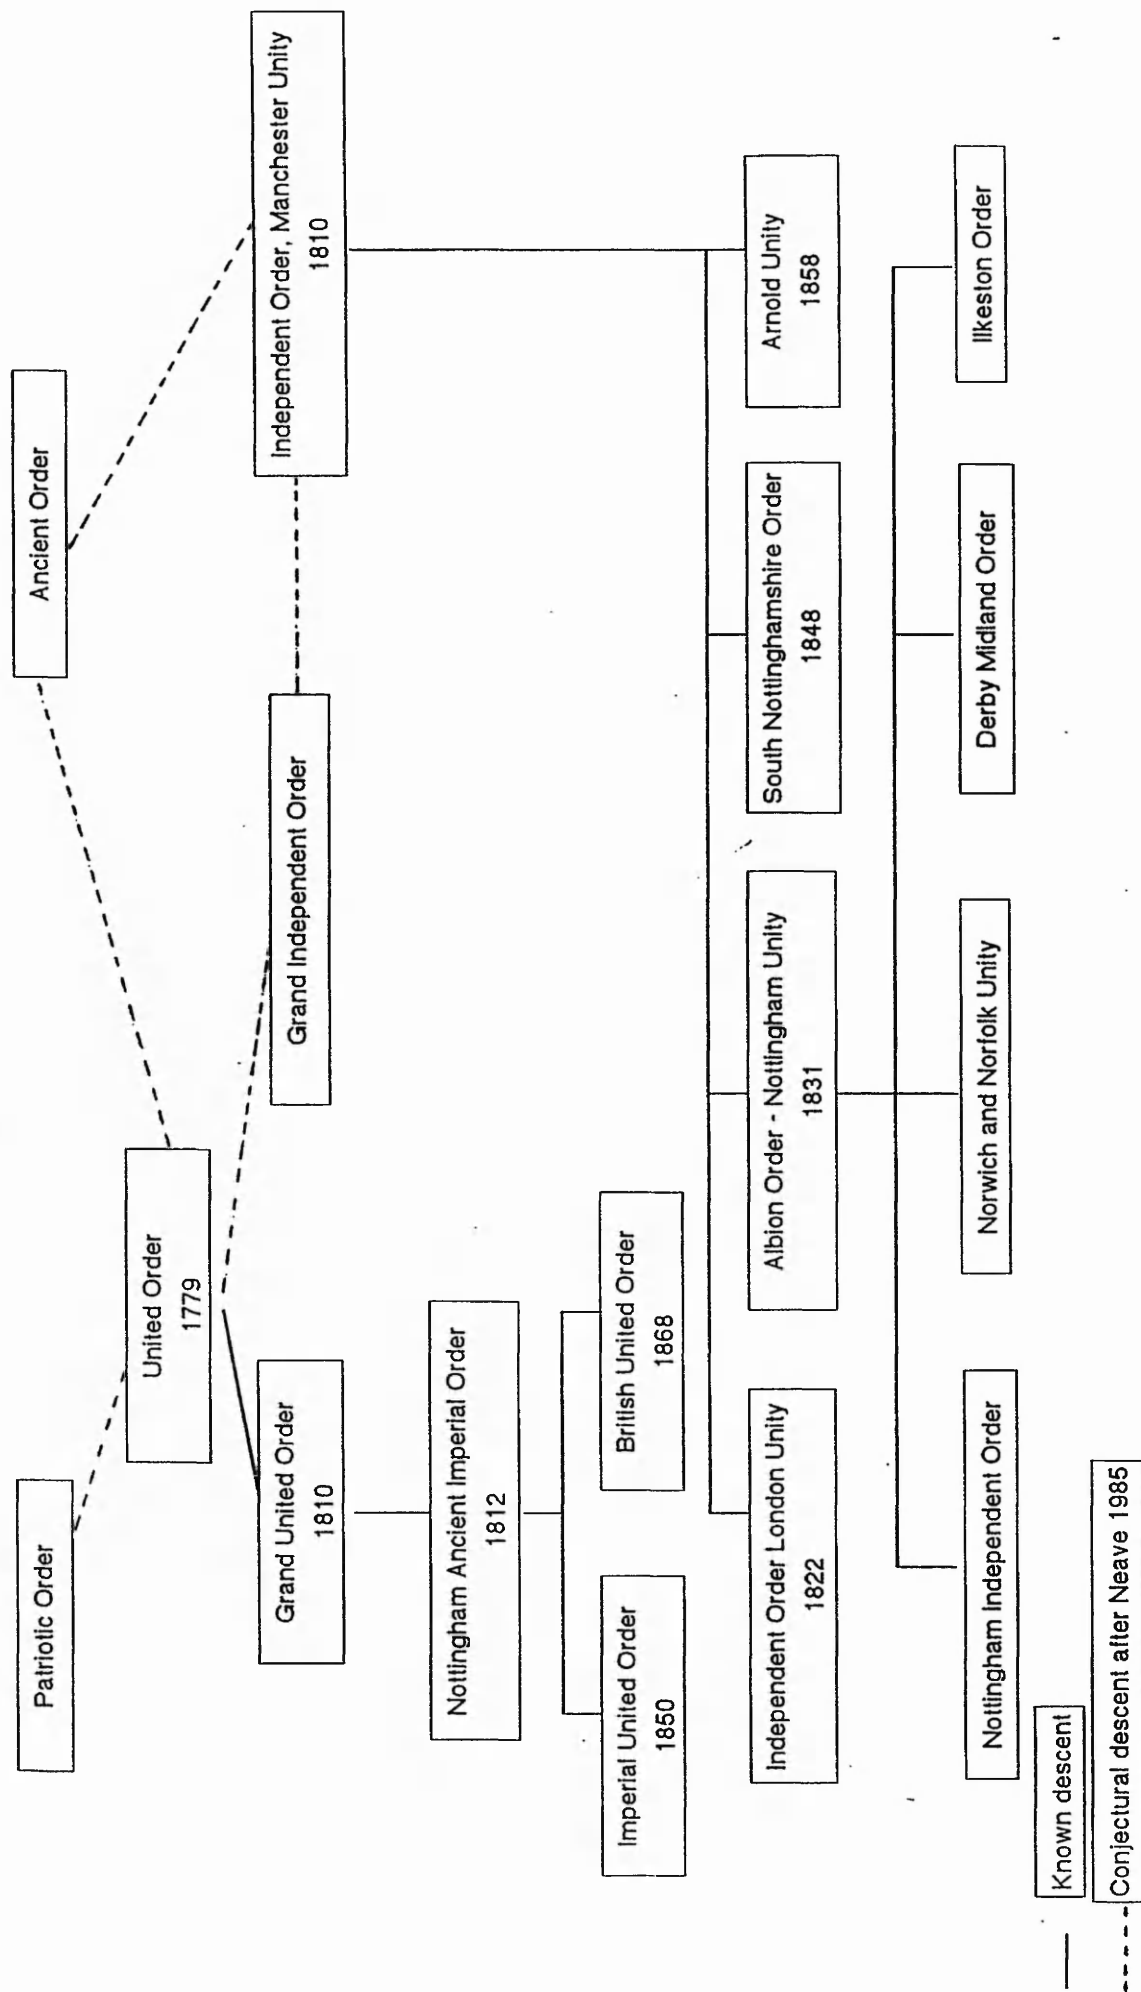 Patriotic Order
Ancient Order
United Order
1779
Grand United Order
1810
Grand Independent Order
Independent Order, Manchester Unity
1810
Nottingham Ancient Imperial Order
1812
Imperial United Order
1850
British United Order
1868
Independent Order London Unity
1822
Albion Order - Nottingham Unity
1831
South Nottinghamshire Order
1848
Arnold Unity
1858
Nottingham Independent Order
Norwich and Norfolk Unity
Derby Midland Order
Ilkeston Order
Known descent
Conjectural descent after Neave 1985